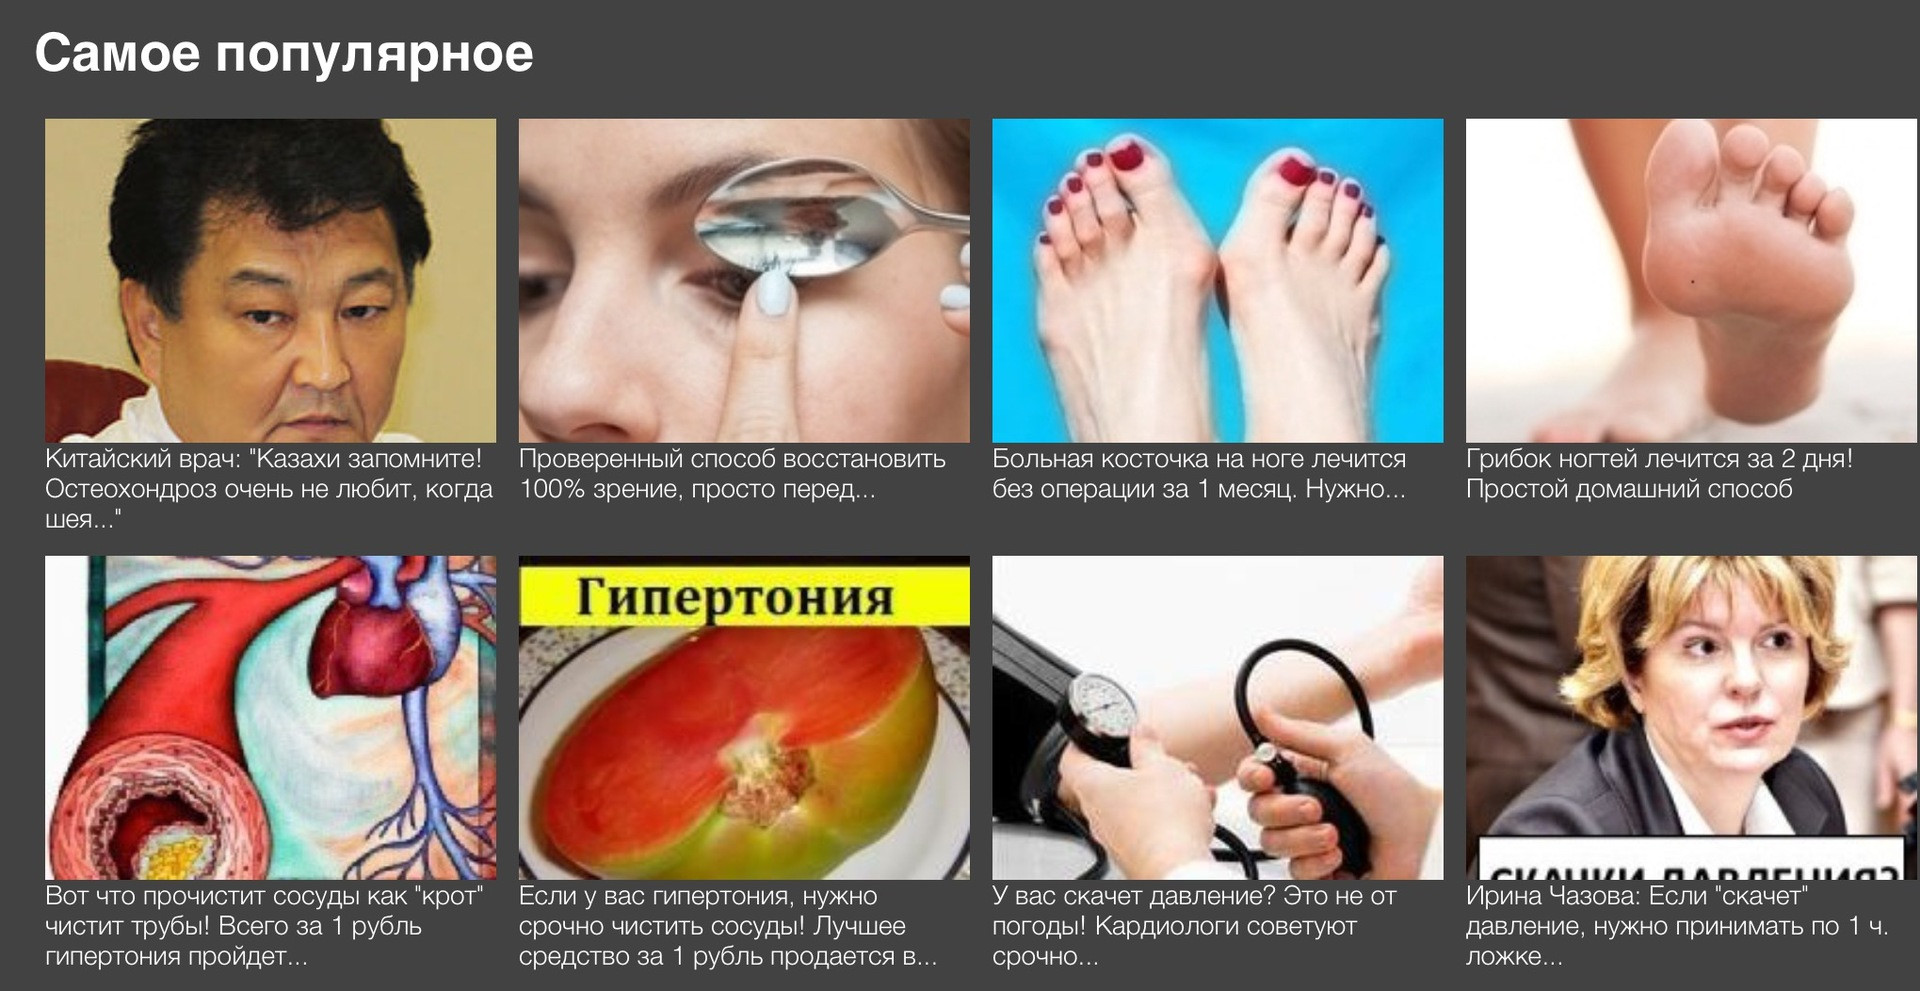 Самое популярное
Китайский врач: "Казахи запомните!
Остеохондроз очень не любит, когда
шея..."
Проверенный способ восстановить
100% зрение, просто перед...
Больная косточка на ноге лечится
без операции за 1 месяц. Нужно...
Грибок ногтей лечится за 2 дня!
Простой домашний способ
Гипертония
СКАЧКИ ДАВЛЕНИЯ?
Вот что прочистит сосуды как "крот"
чистит трубы! Всего за 1 рубль
гипертония пройдет...
Если у вас гипертония, нужно
срочно чистить сосуды! Лучшее
средство за 1 рубль продается в...
У вас скачет давление? Это не от
погоды! Кардиологи советуют
срочно...
Ирина Чазова: Если "скачет"
давление, нужно принимать по 1 ч.
ложке...